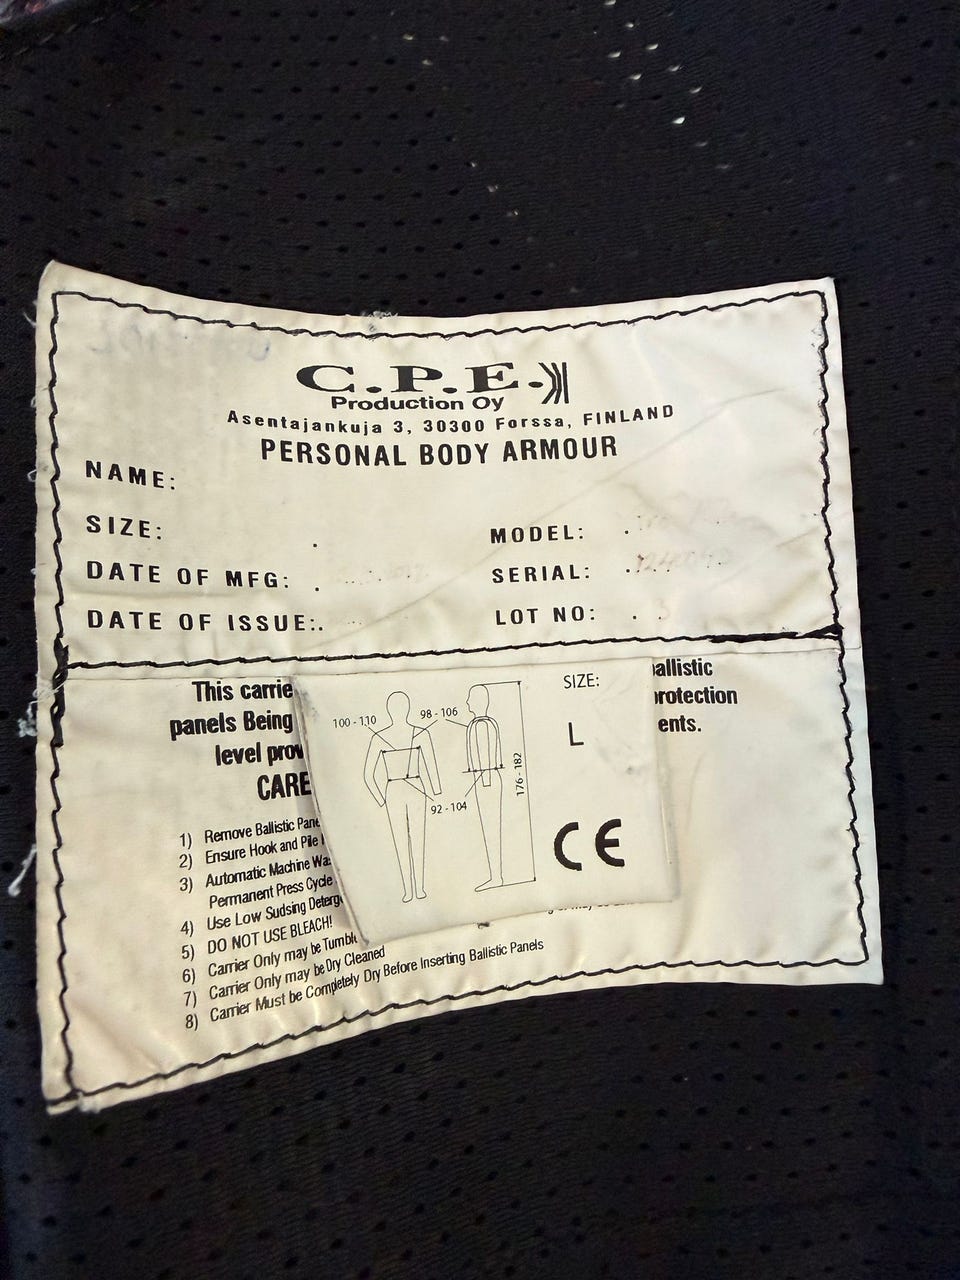 C.P.E.
Production Oy
Asentajankuja 3, 30300 Forssa, FINLAND
PERSONAL BODY ARMOUR
NAME:
SIZE:
MODEL:
DATE OF MFG:
SERIAL:
DATE OF ISSUE:
LOT NO:
This carrie
allistic
panels Being
protection
level prov
ents.
CARE
1) Remove Ballistic Pane
2) Ensure Hook and Pile
3) Automatic Machine Wa
Permanent Press Cycle
4) Use Low Sudsing Deterg
5) DO NOT USE BLEACH!
6) Carrier Only may be Tumble
7) Carrier Only may be Dry Cleaned
8) Carrier Must be Completely Dry Before Inserting Ballistic Panels
100 - 110
98 - 106
92 - 104
176 - 182
SIZE:
L
CE